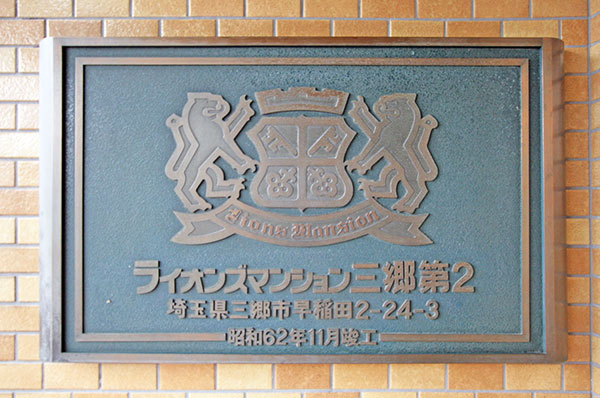 Lions Mansion
ライオンズマンション三郷第2
埼玉県三郷市早稲田2-24-3
昭和62年11月竣工